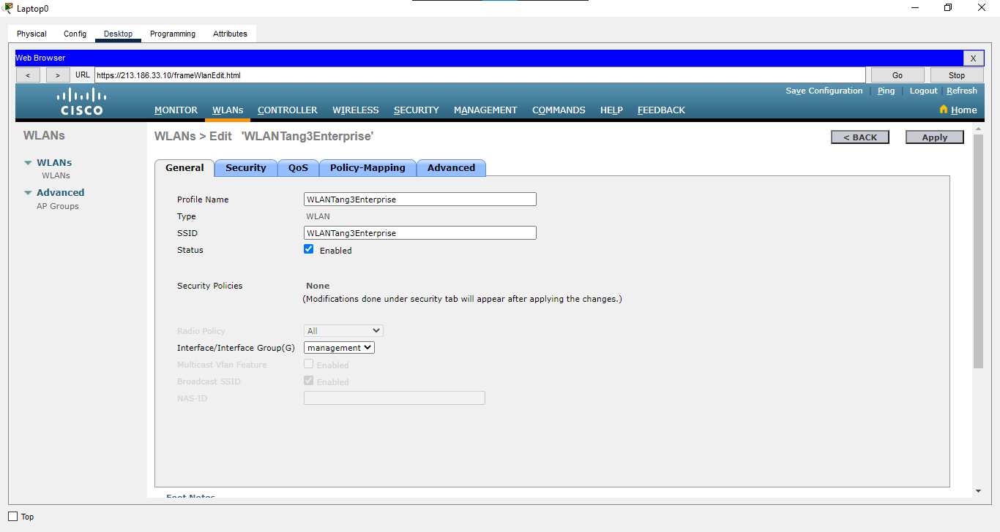 Laptop0
Physical Config Desktop Programming Attributes
Web Browser X
< > URL https://213.186.33.10/frameWlanEdit.html Go Stop
Save Configuration | Ping | Logout | Refresh
CISCO MONITOR WLANs CONTROLLER WIRELESS SECURITY MANAGEMENT COMMANDS HELP FEEDBACK Home
WLANs
WLANs > Edit 'WLANTang3Enterprise' < BACK Apply
WLANs
WLANs
Advanced
AP Groups
General Security QoS Policy-Mapping Advanced
Profile Name WLANTang3Enterprise
Type WLAN
SSID WLANTang3Enterprise
Status Enabled
Security Policies None
(Modifications done under security tab will appear after applying the changes.)
Radio Policy All
Interface/Interface Group(G) management
Multicast Vlan Feature Enabled
Broadcast SSID Enabled
NAS-ID
Foot Notes
Top